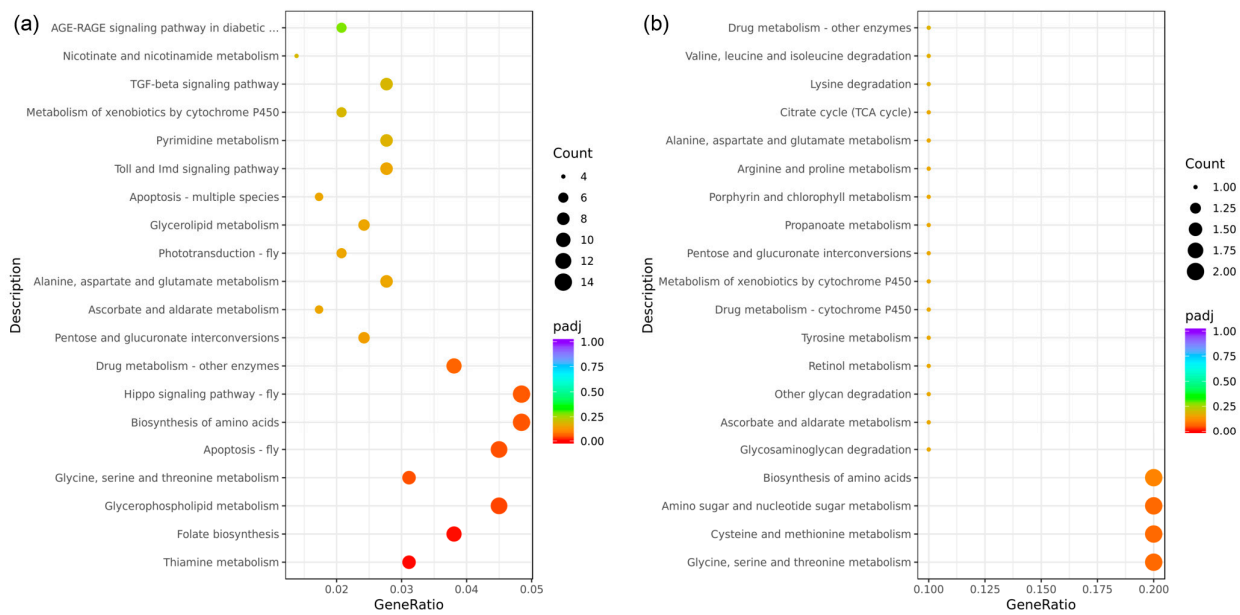 (a)
AGE-RAGE signaling pathway in diabetic ...
Nicotinate and nicotinamide metabolism
TGF-beta signaling pathway
Metabolism of xenobiotics by cytochrome P450
Pyrimidine metabolism
Toll and Imd signaling pathway
Apoptosis - multiple species
Glycerolipid metabolism
Phototransduction - fly
Alanine, aspartate and glutamate metabolism
Ascorbate and aldarate metabolism
Pentose and glucuronate interconversions
Drug metabolism - other enzymes
Hippo signaling pathway - fly
Biosynthesis of amino acids
Apoptosis - fly
Glycine, serine and threonine metabolism
Glycerophospholipid metabolism
Folate biosynthesis
Thiamine metabolism
Description
0.02 0.03 0.04 0.05
GeneRatio
Count
4
6
8
10
12
14
padj
1.00
0.75
0.50
0.25
0.00
(b)
Drug metabolism - other enzymes
Valine, leucine and isoleucine degradation
Lysine degradation
Citrate cycle (TCA cycle)
Alanine, aspartate and glutamate metabolism
Arginine and proline metabolism
Porphyrin and chlorophyll metabolism
Propanoate metabolism
Pentose and glucuronate interconversions
Metabolism of xenobiotics by cytochrome P450
Drug metabolism - cytochrome P450
Tyrosine metabolism
Retinol metabolism
Other glycan degradation
Ascorbate and aldarate metabolism
Glycosaminoglycan degradation
Biosynthesis of amino acids
Amino sugar and nucleotide sugar metabolism
Cysteine and methionine metabolism
Glycine, serine and threonine metabolism
Description
0.100 0.125 0.150 0.175 0.200
GeneRatio
Count
1.00
1.25
1.50
1.75
2.00
padj
1.00
0.75
0.50
0.25
0.00